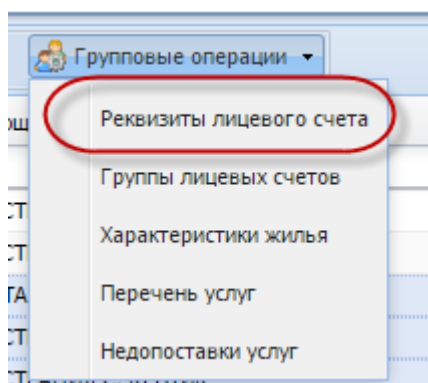 Групповые операции
Реквизиты лицевого счета
Группы лицевых счетов
Характеристики жилья
Перечень услуг
Недопоставки услуг